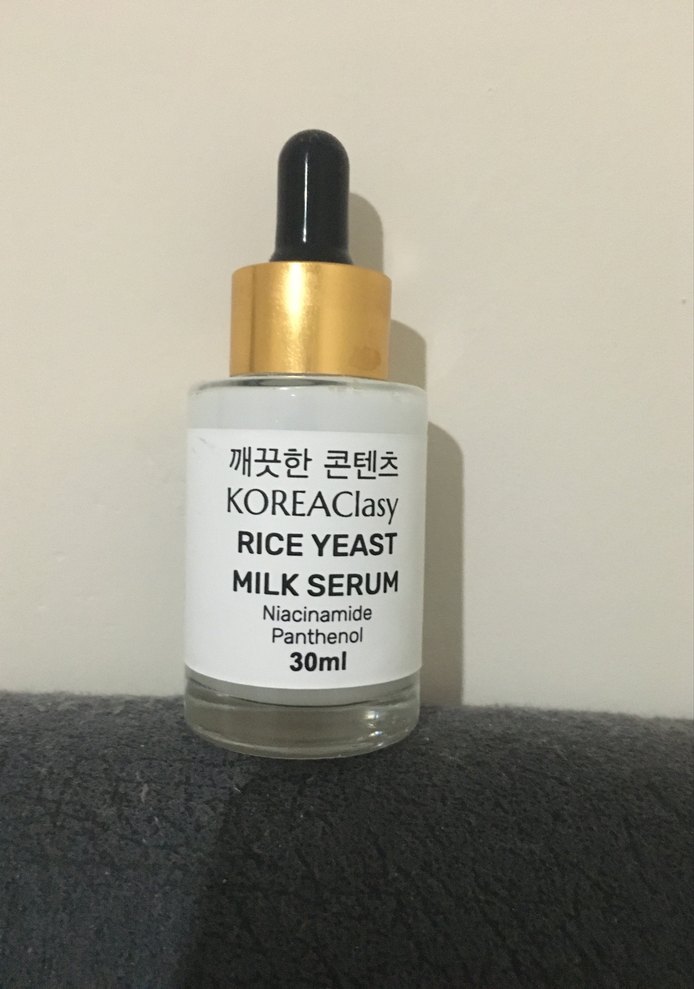 깨끗한 콘텐츠
KOREAClasy
RICE YEAST
MILK SERUM
Niacinamide
Panthenol
30ml